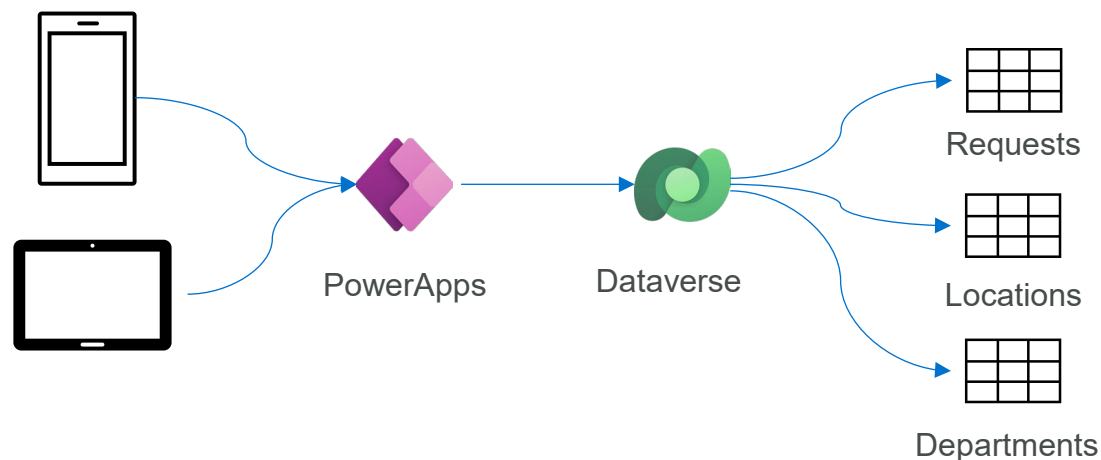 Requests
PowerApps
Dataverse
Locations
Departments